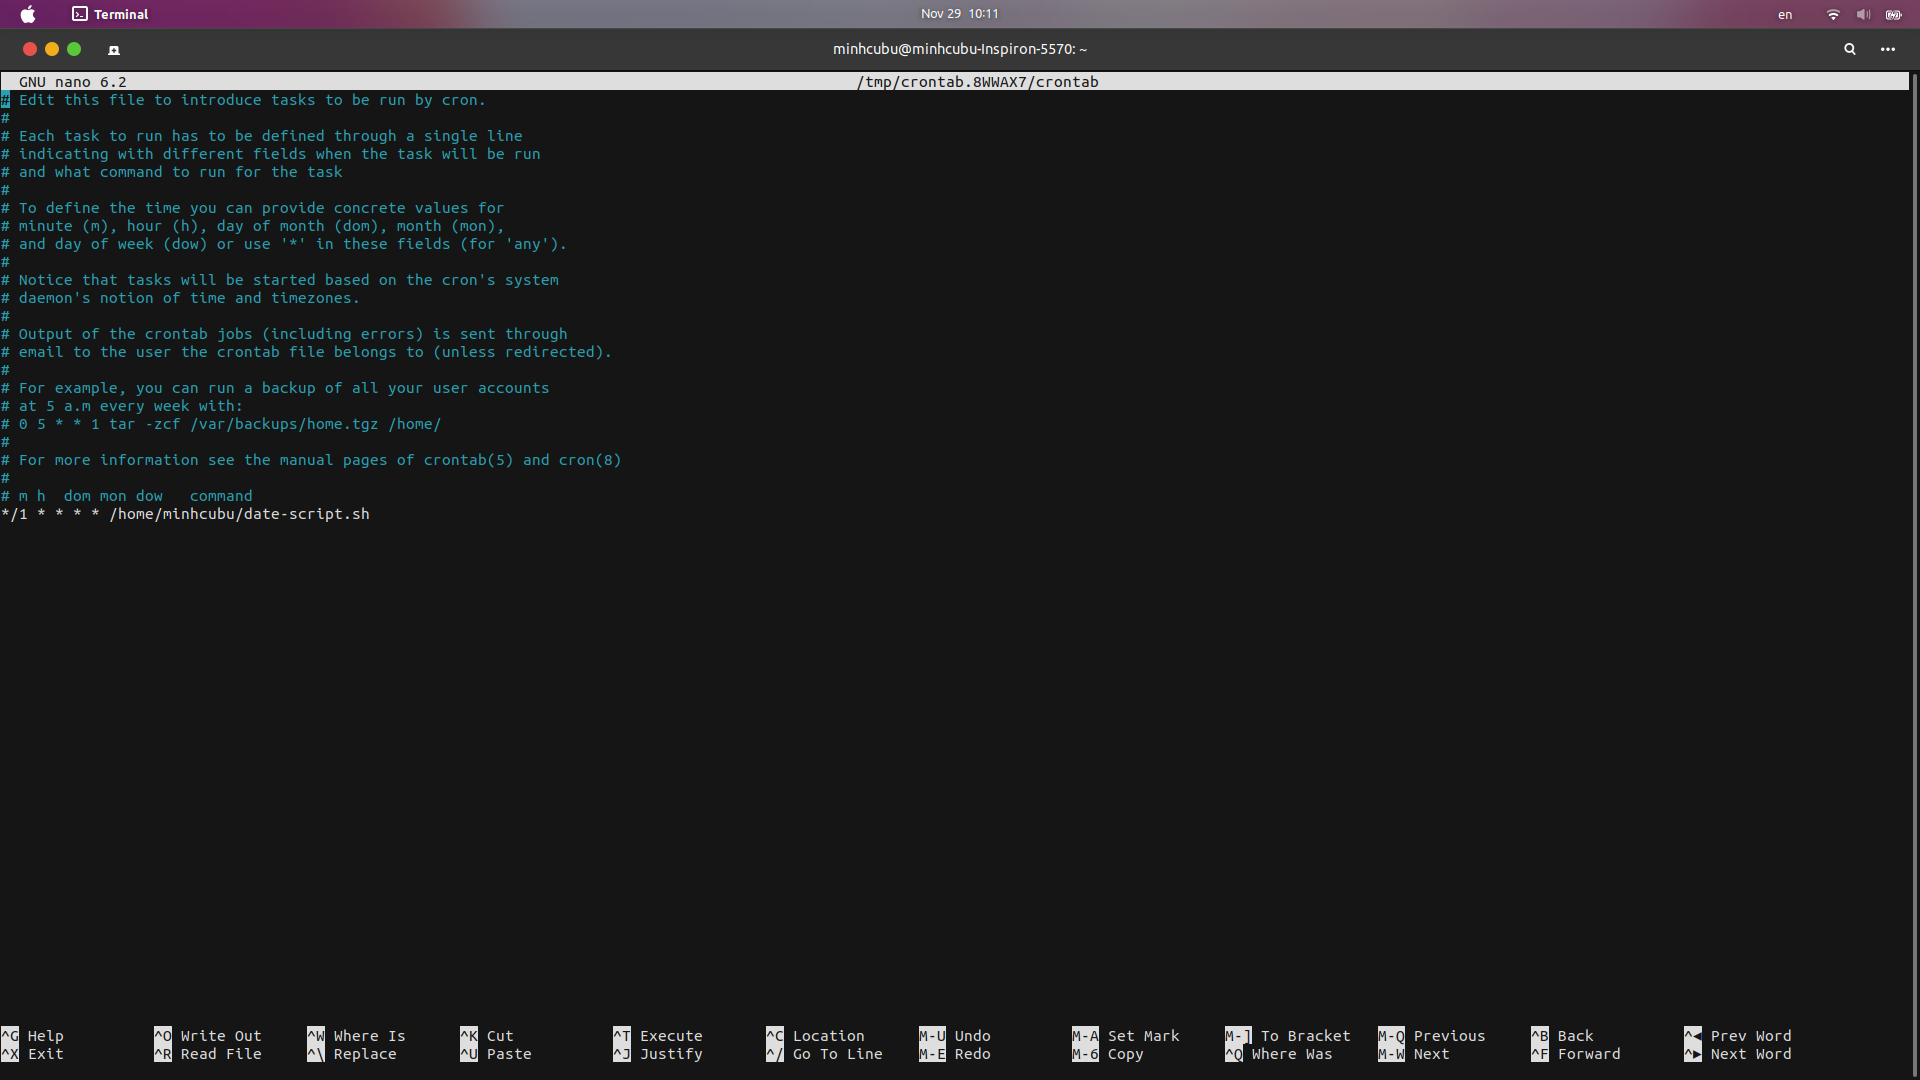 Terminal
Nov 29 10:11
en
minhcubu@minhcubu-Inspiron-5570: ~
GNU nano 6.2 /tmp/crontab.8WWAX7/crontab
# Edit this file to introduce tasks to be run by cron.
#
# Each task to run has to be defined through a single line
# indicating with different fields when the task will be run
# and what command to run for the task
#
# To define the time you can provide concrete values for
# minute (m), hour (h), day of month (dom), month (mon),
# and day of week (dow) or use '*' in these fields (for 'any').
#
# Notice that tasks will be started based on the cron's system
# daemon's notion of time and timezones.
#
# Output of the crontab jobs (including errors) is sent through
# email to the user the crontab file belongs to (unless redirected).
#
# For example, you can run a backup of all your user accounts
# at 5 a.m every week with:
# 0 5 * * 1 tar -zcf /var/backups/home.tgz /home/
#
# For more information see the manual pages of crontab(5) and cron(8)
#
# m h  dom mon dow   command
*/1 * * * * /home/minhcubu/date-script.sh
^G Help ^O Write Out ^W Where Is ^K Cut ^T Execute ^C Location M-U Undo M-A Set Mark M-] To Bracket M-Q Previous ^B Back ^◄ Prev Word
^X Exit ^R Read File ^\ Replace ^U Paste ^J Justify ^/ Go To Line M-E Redo M-6 Copy ^Q Where Was M-W Next ^F Forward ^► Next Word